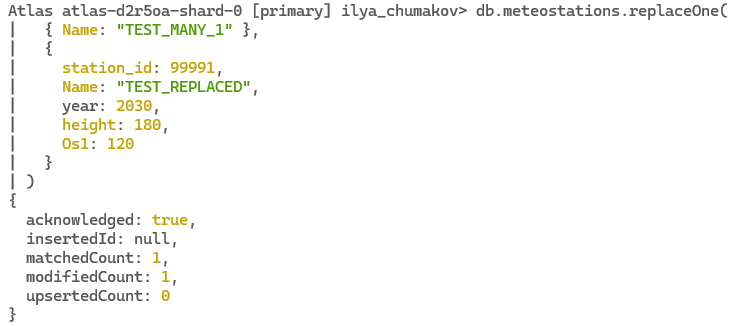 Atlas atlas-d2r5oa-shard-0 [primary] ilya_chumakov> db.meteostations.replaceOne(
|   { Name: "TEST_MANY_1" },
|   {
|     station_id: 99991,
|     Name: "TEST_REPLACED",
|     year: 2030,
|     height: 180,
|     Os1: 120
|   }
| )
{
  acknowledged: true,
  insertedId: null,
  matchedCount: 1,
  modifiedCount: 1,
  upsertedCount: 0
}